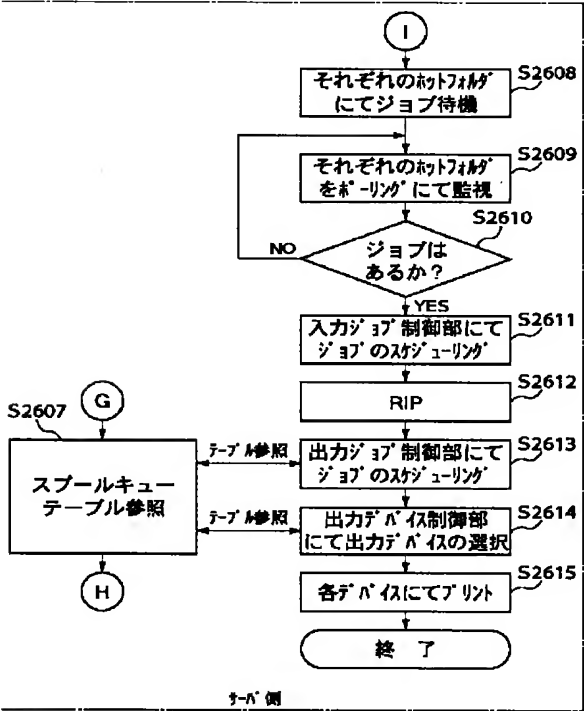 I
それぞれのホットフォルダ
にてジョブ待機
S2608
それぞれのホットフォルダ
をポーリングにて監視
S2609
S2610
ジョブは
あるか?
NO
YES
入力ジョブ制御部にて
ジョブのスケジューリング
S2611
RIP
S2612
G
S2607
スプールキュー
テーブル参照
H
テーブル参照
出力ジョブ制御部にて
ジョブのスケジューリング
S2613
テーブル参照
出力デバイス制御部
にて出力デバイスの選択
S2614
各デバイスにてプリント
S2615
終 了
サーバ側